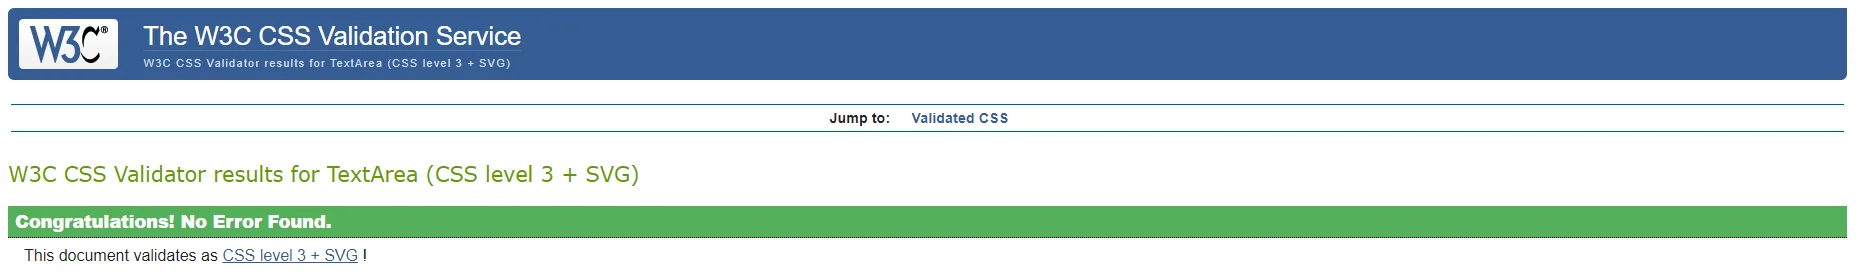 W3C® The W3C CSS Validation Service
W3C CSS Validator results for TextArea (CSS level 3 + SVG)
Jump to: Validated CSS
W3C CSS Validator results for TextArea (CSS level 3 + SVG)
Congratulations! No Error Found.
This document validates as CSS level 3 + SVG !